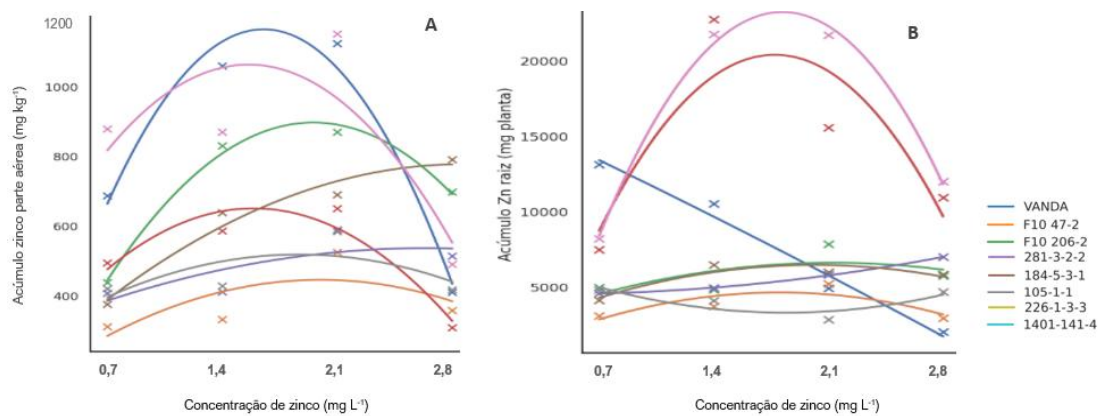 A
Acúmulo zinco parte aérea (mg kg⁻¹)
1200
1000
800
600
400
0,7
1,4
2,1
2,8
Concentração de zinco (mg L⁻¹)
B
Acúmulo Zn raiz (mg planta)
20000
15000
10000
5000
0,7
1,4
2,1
2,8
Concentração de zinco (mg L⁻¹)
VANDA
F10 47-2
F10 206-2
281-3-2-2
184-5-3-1
105-1-1
226-1-3-3
1401-141-4